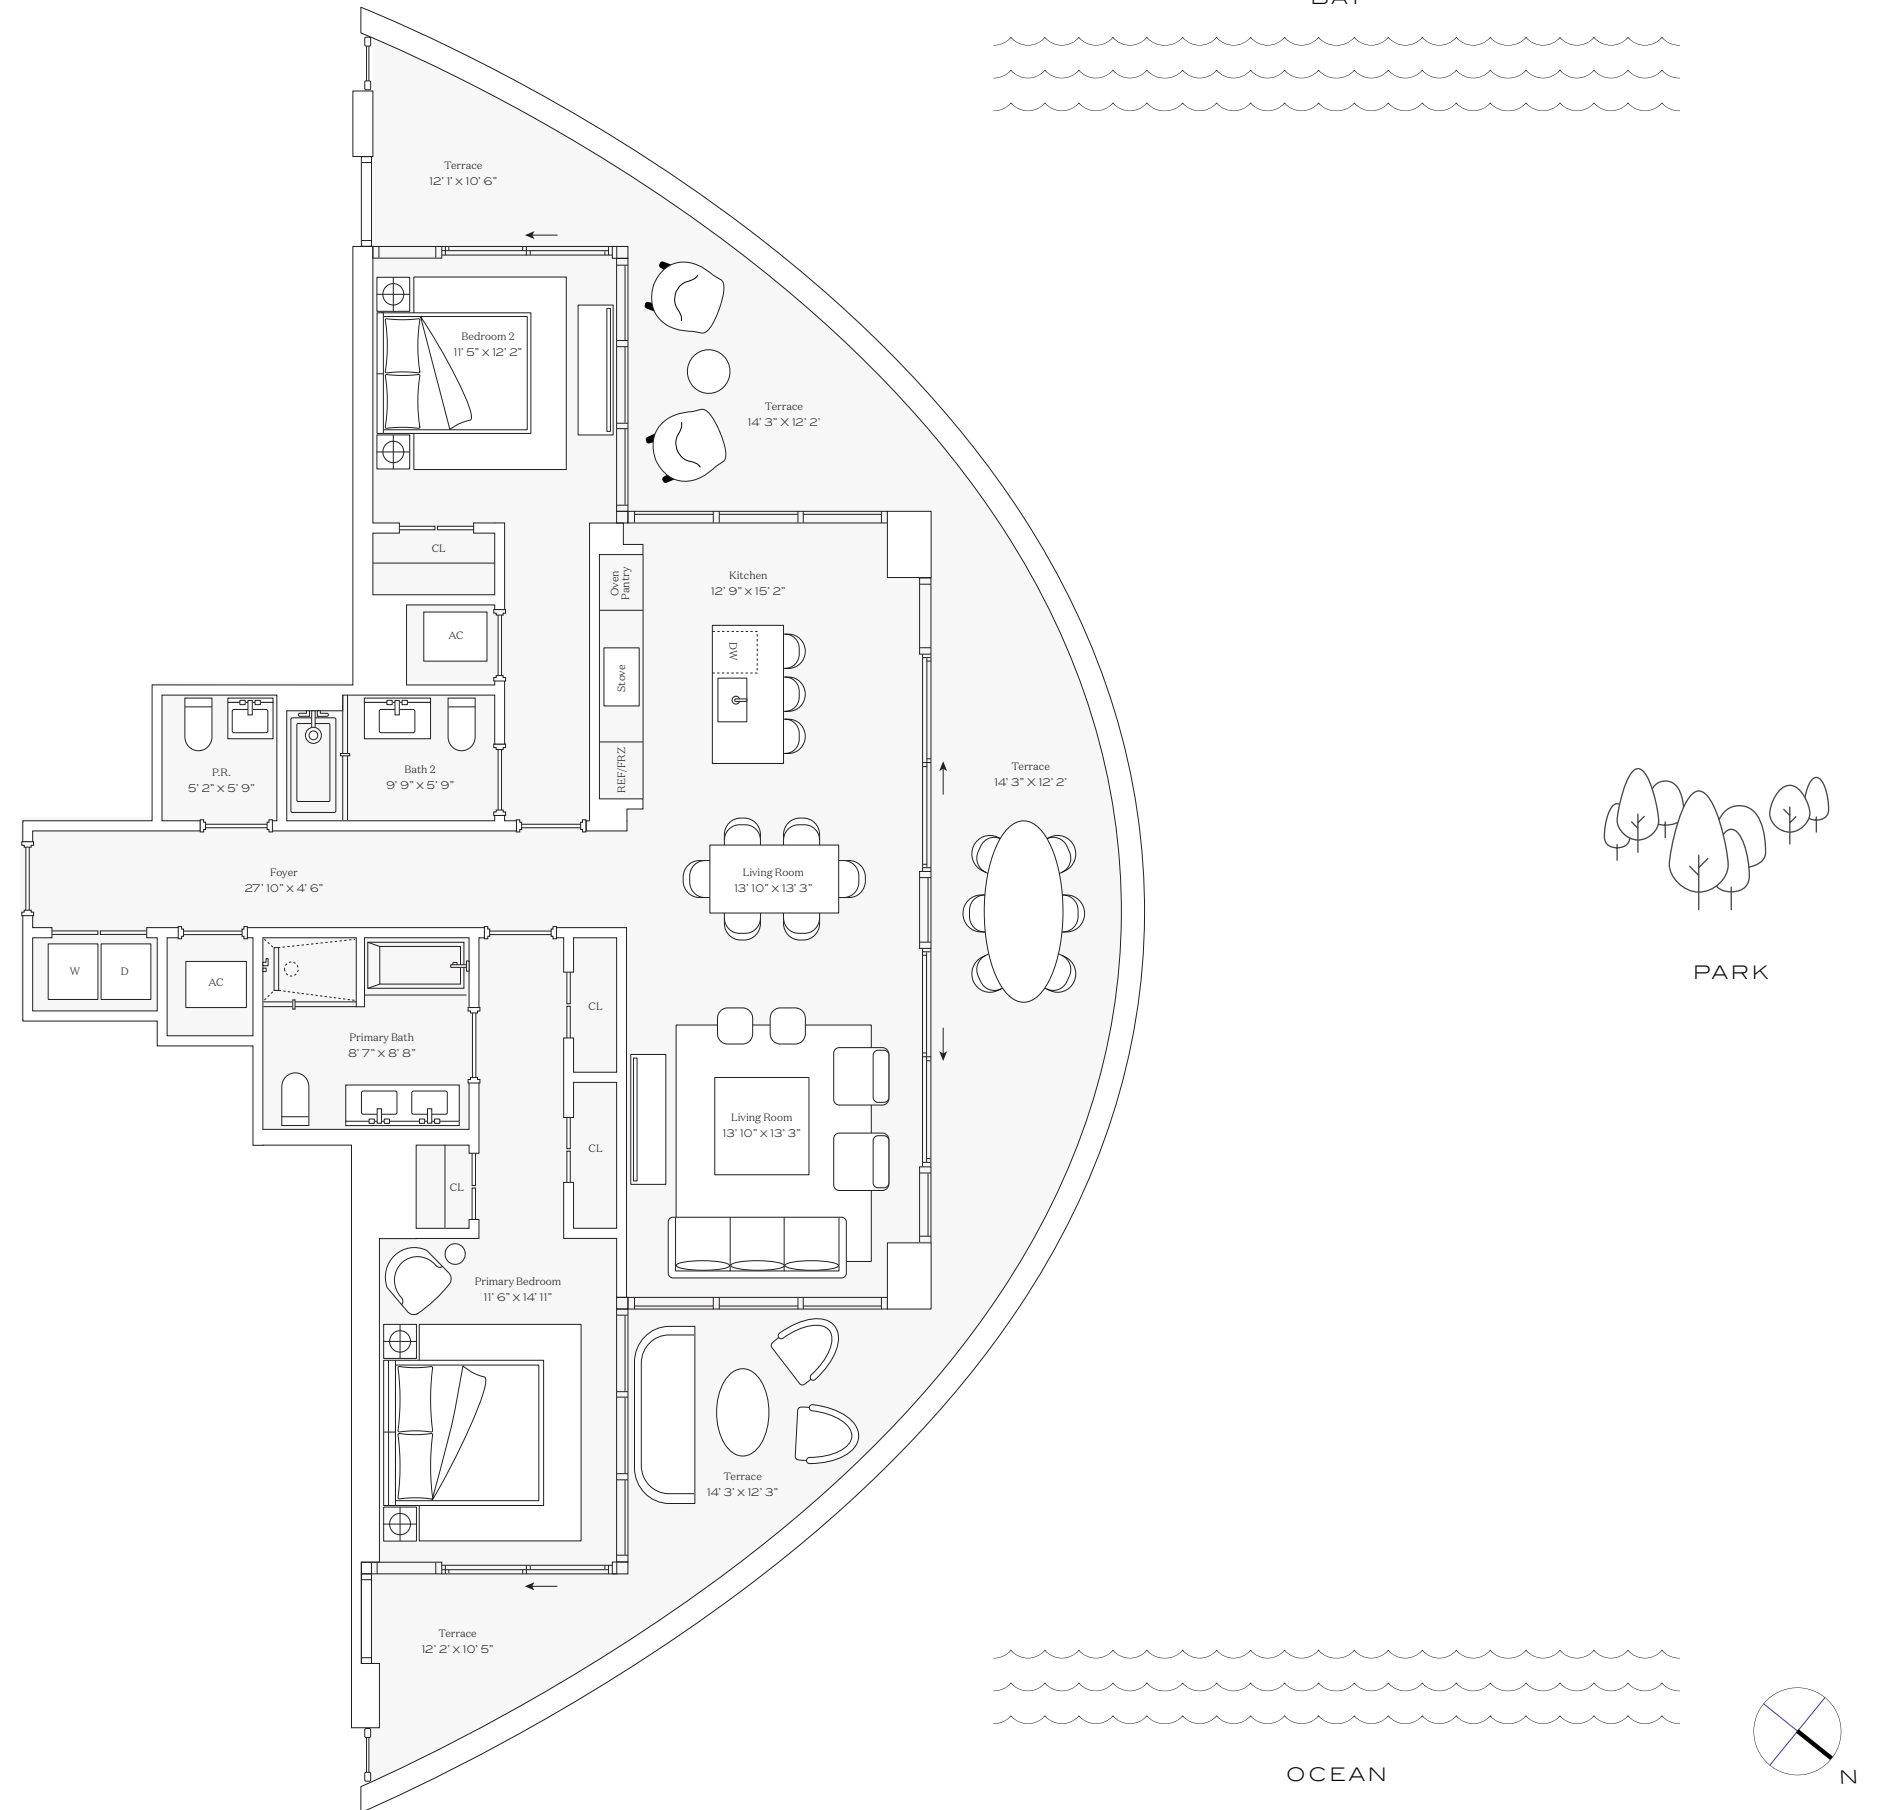 BAY
Terrace
12' 1' X 10' 6"
Bedroom 2
11' 5" X 12' 2"
Terrace
14' 3" X 12' 2'
CL
Oven
Pantry
Kitchen
12' 9" X 15' 2"
AC
DW
Stove
REF/FRZ
P.R.
5' 2" X 5' 9"
Bath 2
9' 9" X 5' 9"
Terrace
14' 3" X 12' 2'
Foyer
27' 10" X 4' 6"
Living Room
13' 10" X 13' 3"
W
D
AC
CL
PARK
Primary Bath
8' 7" X 8' 8"
Living Room
13' 10" X 13' 3"
CL
CL
Primary Bedroom
11' 6" X 14' 11"
Terrace
14' 3' X 12' 3"
Terrace
12' 2' X 10' 5"
OCEAN
N